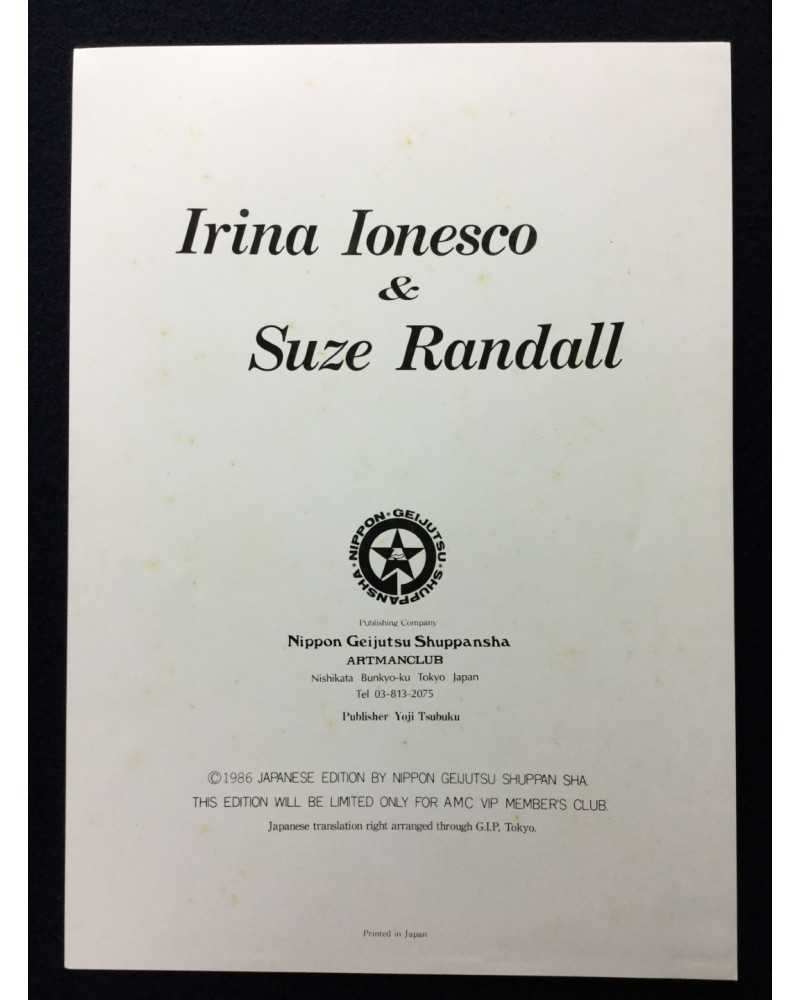 Irina Ionesco
&
Suze Randall
NIPPON·GEIJUTSU·SHUPPANSHA·
Publishing Company
Nippon Geijutsu Shuppansha
ARTMANCLUB
Nishikata Bunkyo-ku Tokyo Japan
Tel 03-813-2075
Publisher Yoji Tsubuku
©1986 JAPANESE EDITION BY NIPPON GEIJUTSU SHUPPAN SHA.
THIS EDITION WILL BE LIMITED ONLY FOR A.M.C VIP MEMBER'S CLUB.
Japanese translation right arranged through G.I.P., Tokyo.
Printed in Japan